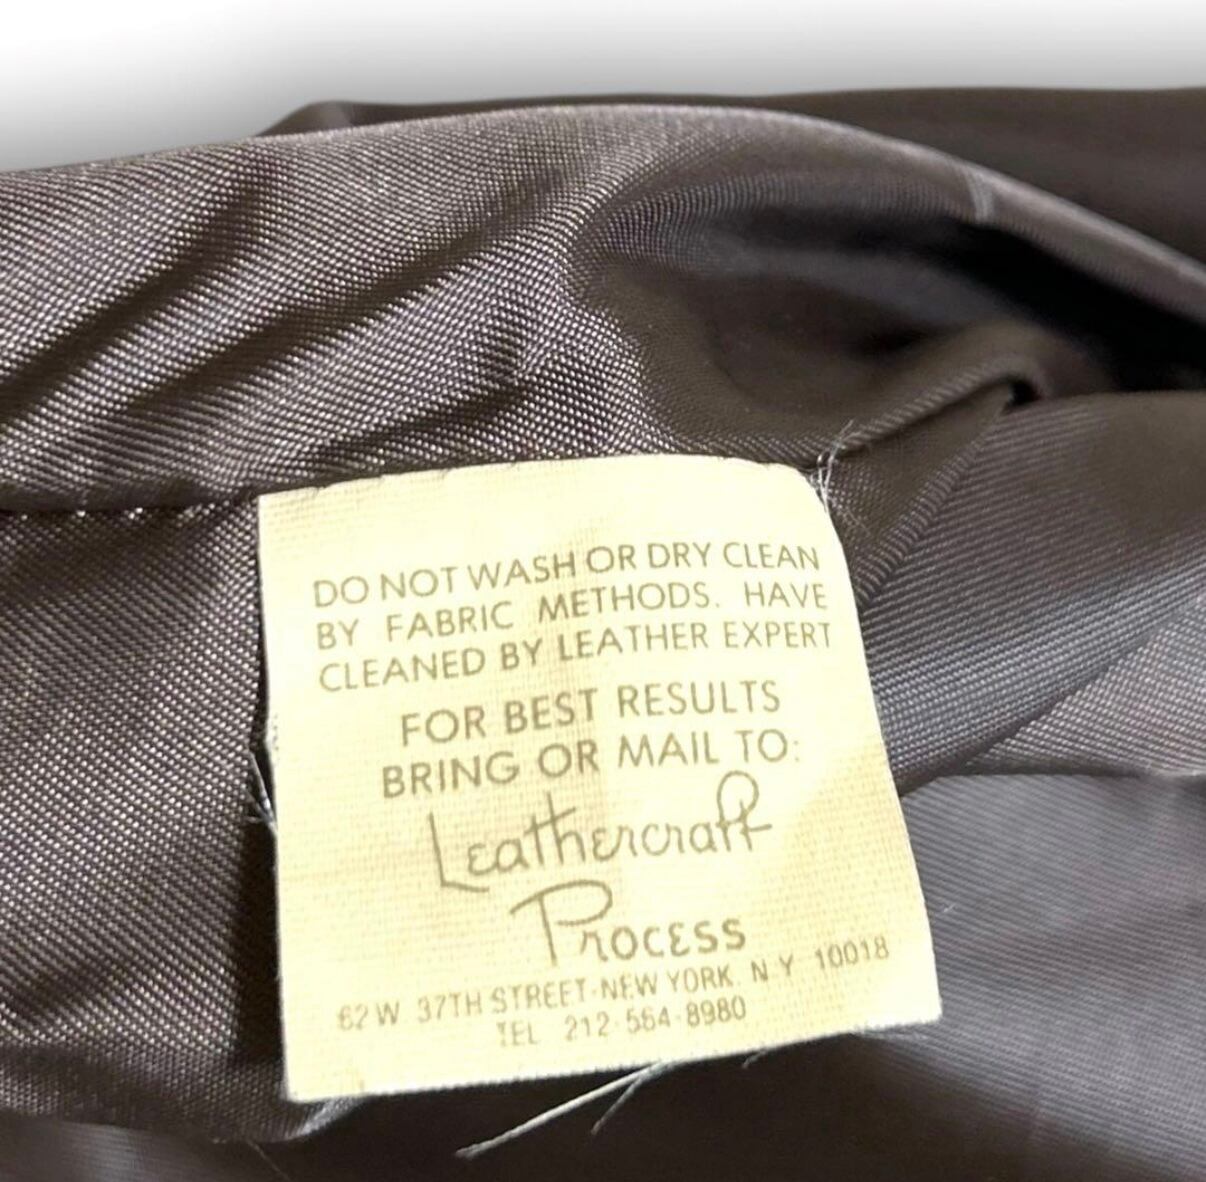 DO NOT WASH OR DRY CLEAN
BY FABRIC METHODS. HAVE
CLEANED BY LEATHER EXPERT
FOR BEST RESULTS
BRING OR MAIL TO:
Leathercraft
Process
62 W. 37TH STREET-NEW YORK. N Y 10018
TEL 212-564-8980